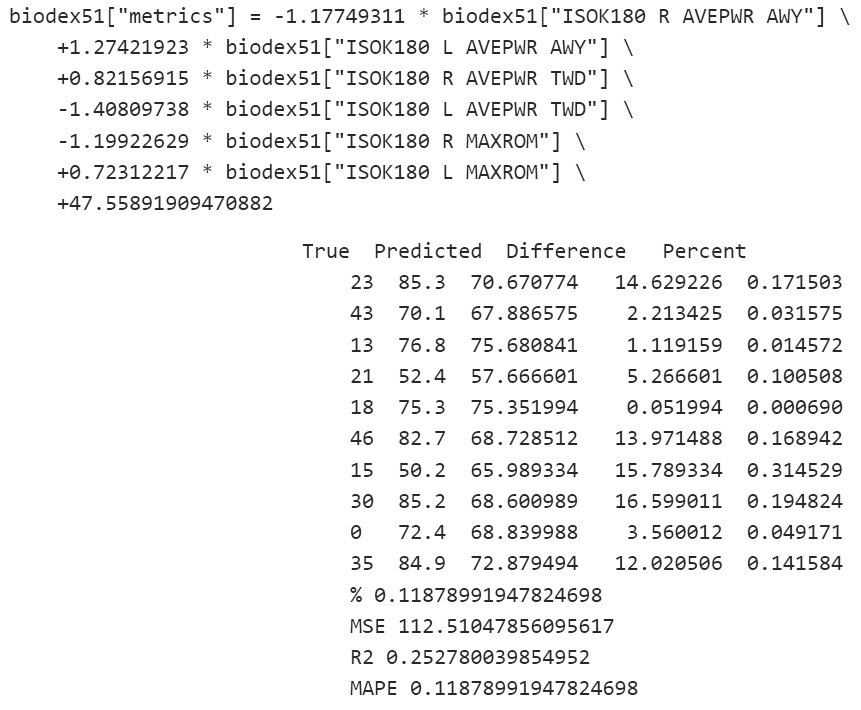 biodex51["metrics"] = -1.17749311 * biodex51["ISOK180 R AVEPWR AWY"] \
+1.27421923 * biodex51["ISOK180 L AVEPWR AWY"] \
+0.82156915 * biodex51["ISOK180 R AVEPWR TWD"] \
-1.40809738 * biodex51["ISOK180 L AVEPWR TWD"] \
-1.19922629 * biodex51["ISOK180 R MAXROM"] \
+0.72312217 * biodex51["ISOK180 L MAXROM"] \
+47.55891909470882
True Predicted Difference Percent
23 85.3 70.670774 14.629226 0.171503
43 70.1 67.886575 2.213425 0.031575
13 76.8 75.680841 1.119159 0.014572
21 52.4 57.666601 5.266601 0.100508
18 75.3 75.351994 0.051994 0.000690
46 82.7 68.728512 13.971488 0.168942
15 50.2 65.989334 15.789334 0.314529
30 85.2 68.600989 16.599011 0.194824
0 72.4 68.839988 3.560012 0.049171
35 84.9 72.879494 12.020506 0.141584
% 0.11878991947824698
MSE 112.51047856095617
R2 0.252780039854952
MAPE 0.11878991947824698